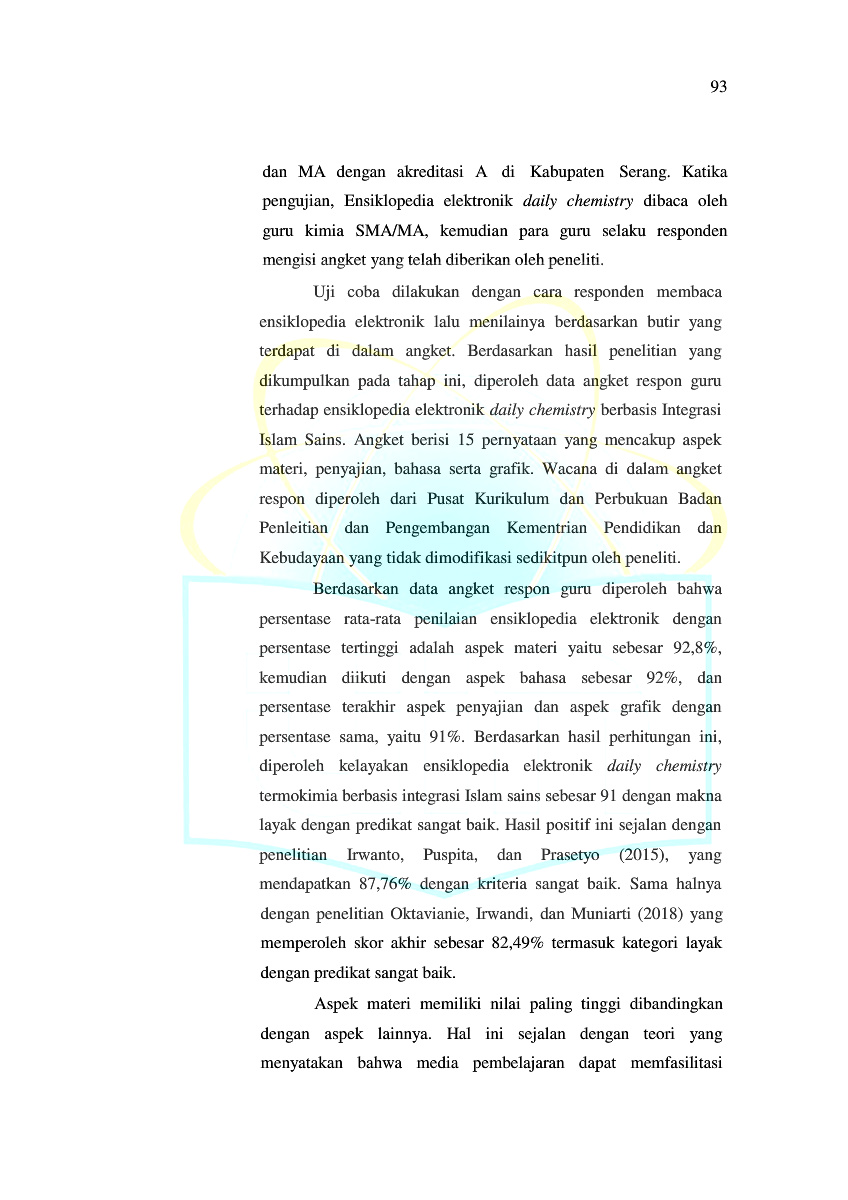 93
dan MA dengan akreditasi A di Kabupaten Serang. Katika
pengujian, Ensiklopedia elektronik daily chemistry dibaca oleh
guru kimia SMA/MA, kemudian para guru selaku responden
mengisi angket yang telah diberikan oleh peneliti.
Uji coba dilakukan dengan cara responden membaca
ensiklopedia elektronik lalu menilainya berdasarkan butir yang
terdapat di dalam angket. Berdasarkan hasil penelitian yang
dikumpulkan pada tahap ini, diperoleh data angket respon guru
terhadap ensiklopedia elektronik daily chemistry berbasis Integrasi
Islam Sains. Angket berisi 15 pernyataan yang mencakup aspek
materi, penyajian, bahasa serta grafik. Wacana di dalam angket
respon diperoleh dari Pusat Kurikulum dan Perbukuan Badan
Penleitian dan Pengembangan Kementrian Pendidikan dan
Kebudayaan yang tidak dimodifikasi sedikitpun oleh peneliti.
Berdasarkan data angket respon guru diperoleh bahwa
persentase rata-rata penilaian ensiklopedia elektronik dengan
persentase tertinggi adalah aspek materi yaitu sebesar 92,8%,
kemudian diikuti dengan aspek bahasa sebesar 92%, dan
persentase terakhir aspek penyajian dan aspek grafik dengan
persentase sama, yaitu 91%. Berdasarkan hasil perhitungan ini,
diperoleh kelayakan ensiklopedia elektronik daily chemistry
termokimia berbasis integrasi Islam sains sebesar 91 dengan makna
layak dengan predikat sangat baik. Hasil positif ini sejalan dengan
penelitian Irwanto, Puspita, dan Prasetyo (2015), yang
mendapatkan 87,76% dengan kriteria sangat baik. Sama halnya
dengan penelitian Oktavianie, Irwandi, dan Muniarti (2018) yang
memperoleh skor akhir sebesar 82,49% termasuk kategori layak
dengan predikat sangat baik.
Aspek materi memiliki nilai paling tinggi dibandingkan
dengan aspek lainnya. Hal ini sejalan dengan teori yang
menyatakan bahwa media pembelajaran dapat memfasilitasi